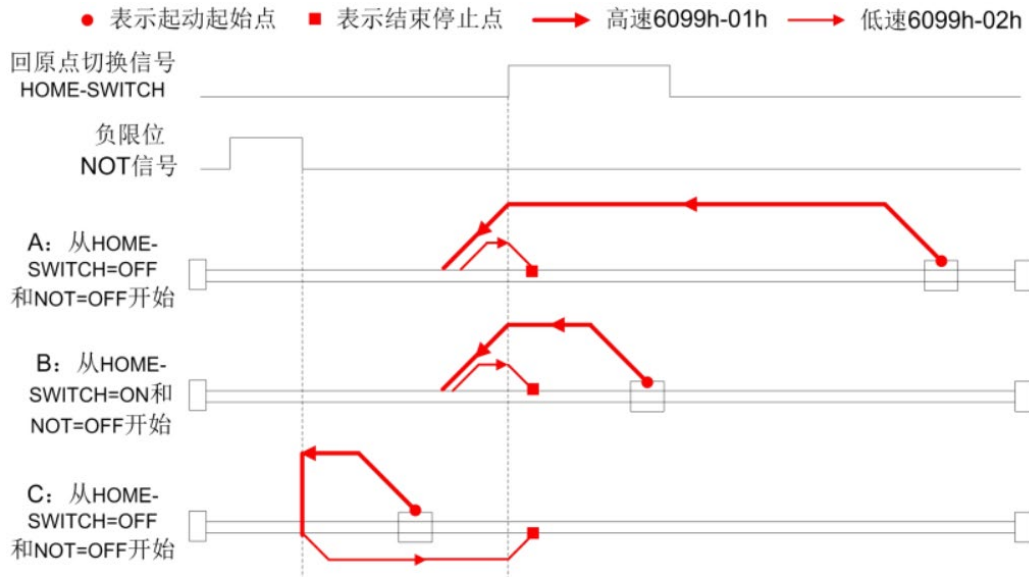 表示起动起始点 表示结束停止点 高速6099h-01h 低速6099h-02h
回原点切换信号
HOME-SWITCH
负限位
NOT信号
A：从HOME-
SWITCH=OFF
和NOT=OFF开始
B：从HOME-
SWITCH=ON和
NOT=OFF开始
C：从HOME-
SWITCH=OFF
和NOT=OFF开始